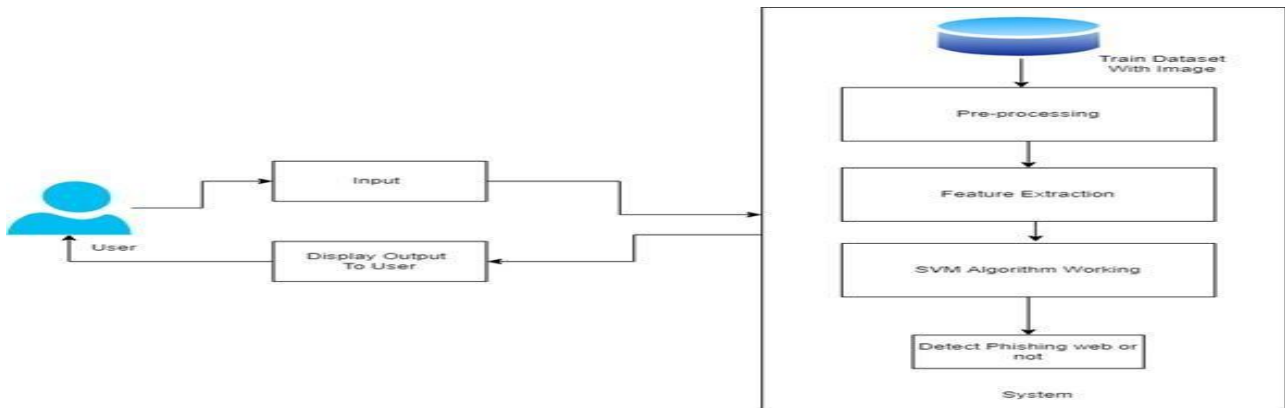 User
Input
Display Output
To User
Train Dataset
With Image
Pre-processing
Feature Extraction
SVM Algorithm Working
Detect Phishing web or
not
System